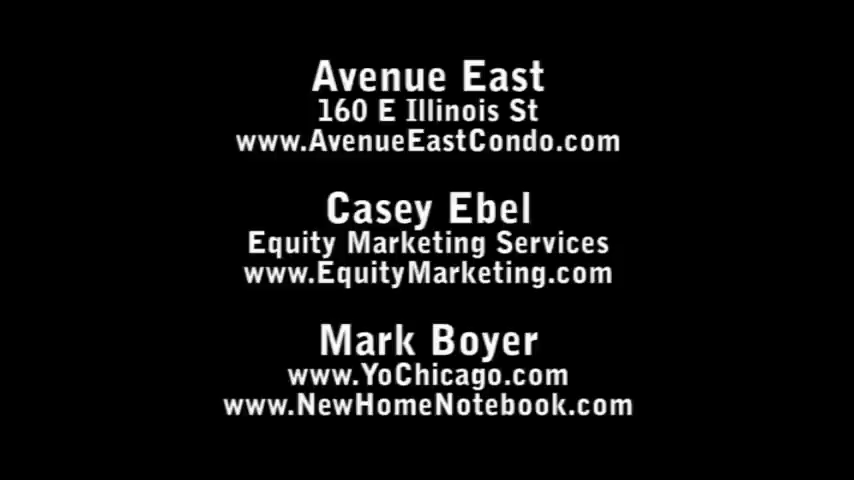 Avenue East
160 E Illinois St
www.AvenueEastCondo.com
Casey Ebel
Equity Marketing Services
www.EquityMarketing.com
Mark Boyer
www.YoChicago.com
www.NewHomeNotebook.com